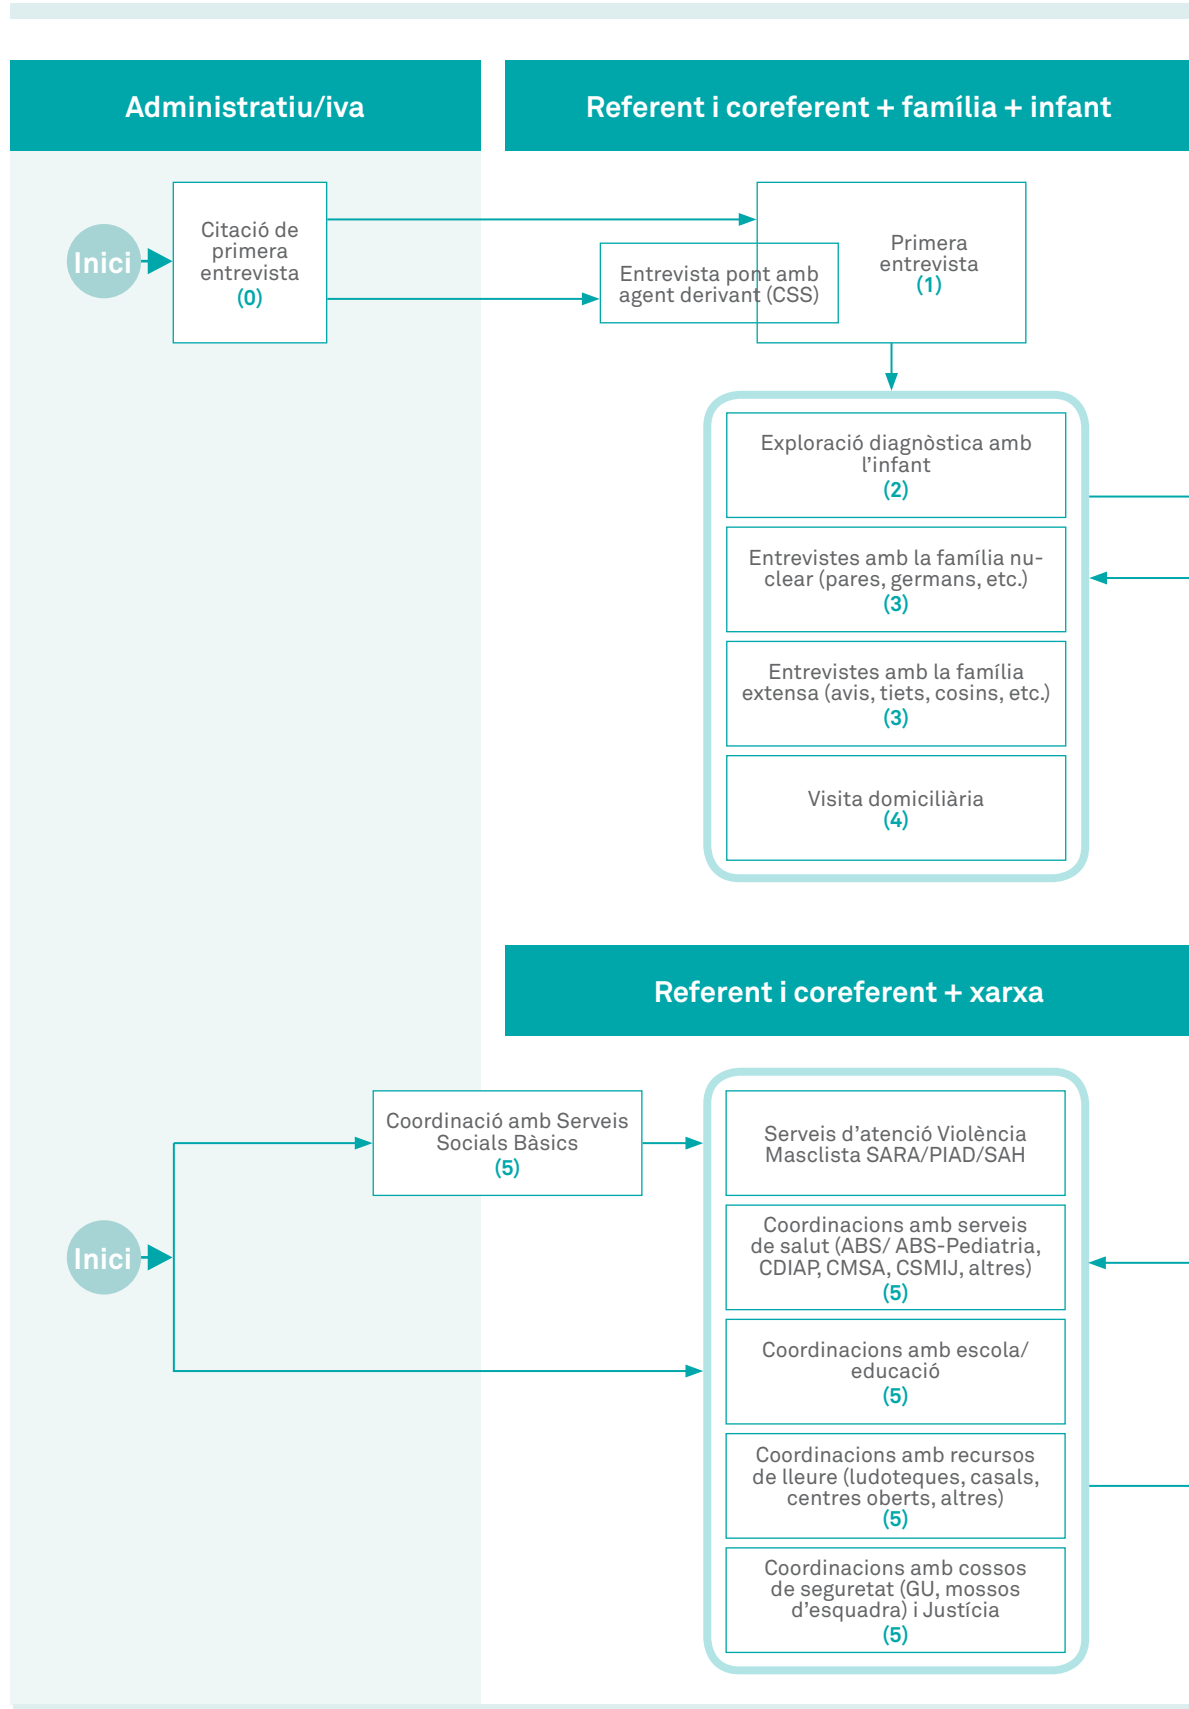 Administratiu/iva
Referent i coreferent + família + infant
Inici
Citació de
primera
entrevista
(0)
Entrevista pont amb
agent derivant (CSS)
Primera
entrevista
(1)
Exploració diagnòstica amb
l'infant
(2)
Entrevistes amb la família nu-
clear (pares, germans, etc.)
(3)
Entrevistes amb la família
extensa (avis, tiets, cosins, etc.)
(3)
Visita domiciliària
(4)
Referent i coreferent + xarxa
Inici
Coordinació amb Serveis
Socials Bàsics
(5)
Serveis d'atenció Violència
Masclista SARA/PIAD/SAH
Coordinacions amb serveis
de salut (ABS/ ABS-Pediatria,
CDIAP, CMSA, CSMIJ, altres)
(5)
Coordinacions amb escola/
educació
(5)
Coordinacions amb recursos
de lleure (ludoteques, casals,
centres oberts, altres)
(5)
Coordinacions amb cossos
de seguretat (GU, mossos
d'esquadra) i Justícia
(5)